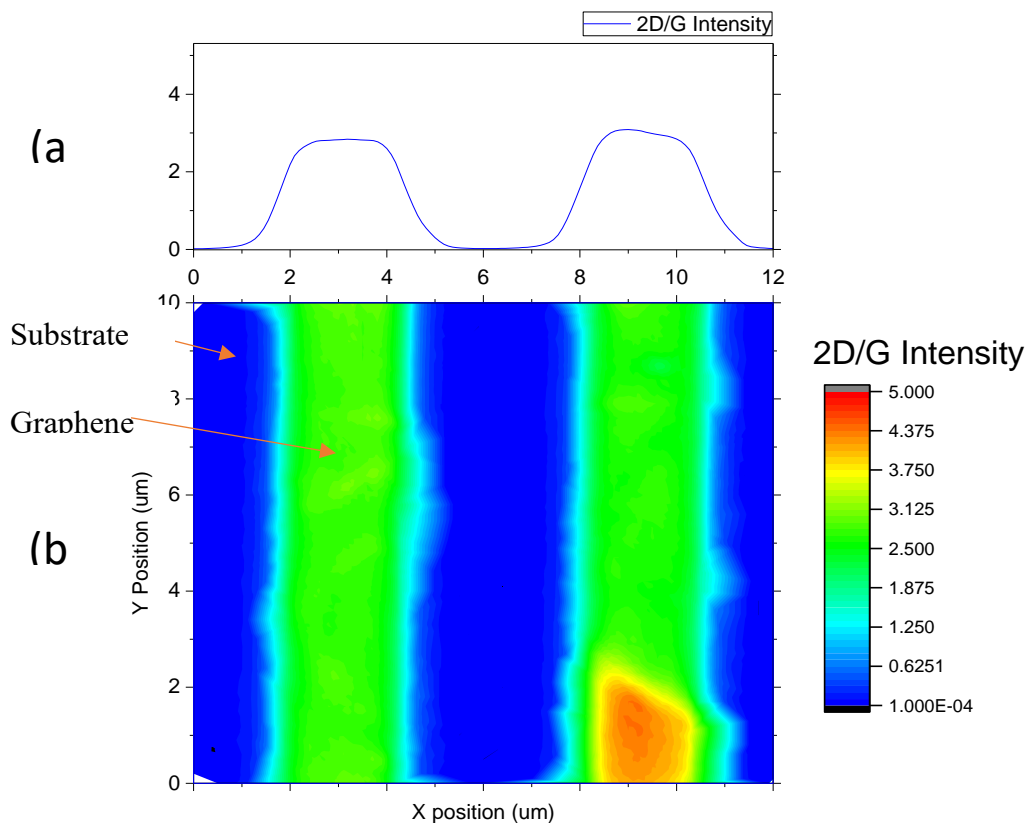 2D/G Intensity
4
2
0
0 2 4 6 8 10 12
(a
10
Substrate
Graphene
6
4
2
0
Y Position (um)
(b
X position (um)
2D/G Intensity
5.000
4.375
3.750
3.125
2.500
1.875
1.250
0.6251
1.000E-04